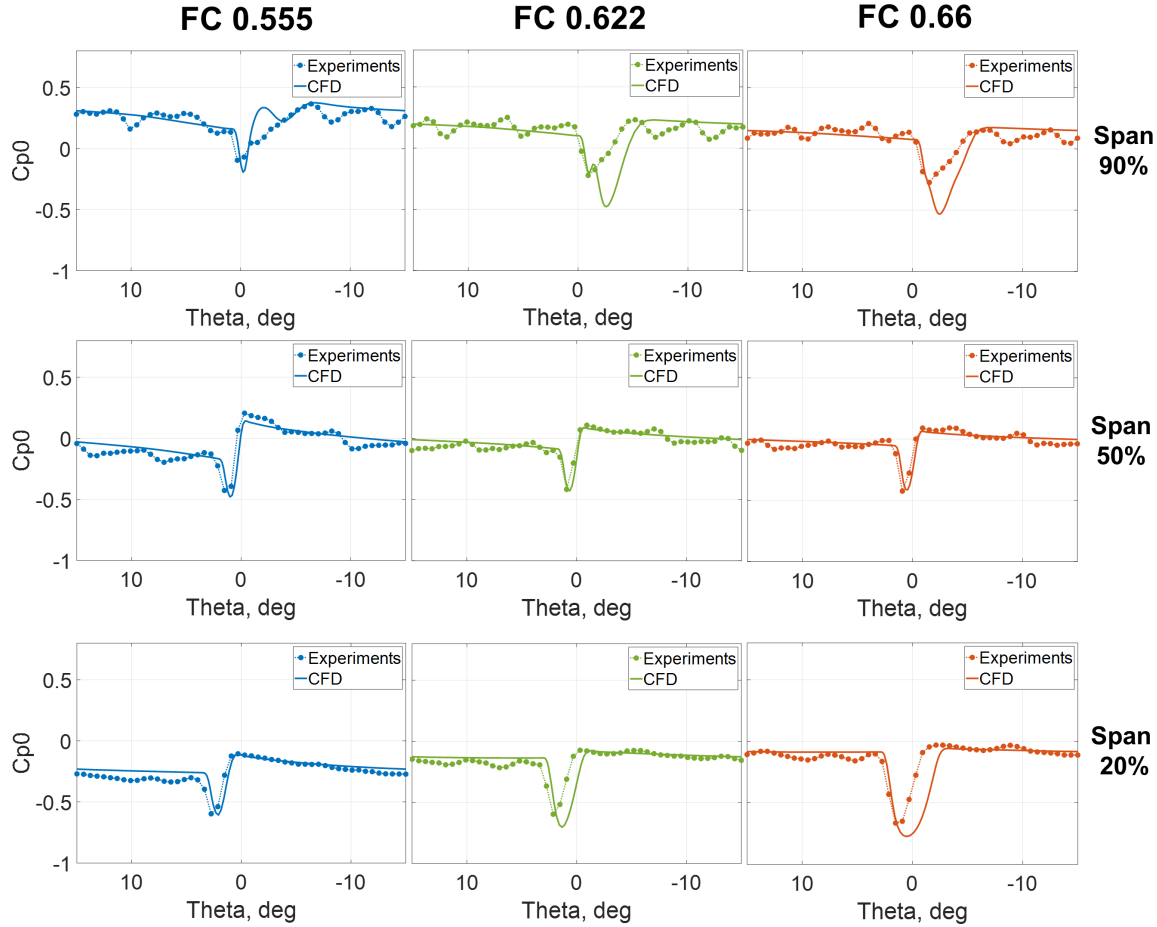 FC 0.555 FC 0.622 FC 0.66
Experiments
CFD
Experiments
CFD
Experiments
CFD
0.5
0
-0.5
-1
Cp0
10 0 -10
10 0 -10
10 0 -10
Theta, deg
Theta, deg
Theta, deg
Span
90%
Experiments
CFD
Experiments
CFD
Experiments
CFD
0.5
0
-0.5
-1
Cp0
10 0 -10
10 0 -10
10 0 -10
Theta, deg
Theta, deg
Theta, deg
Span
50%
Experiments
CFD
Experiments
CFD
Experiments
CFD
0.5
0
-0.5
-1
Cp0
10 0 -10
10 0 -10
10 0 -10
Theta, deg
Theta, deg
Theta, deg
Span
20%